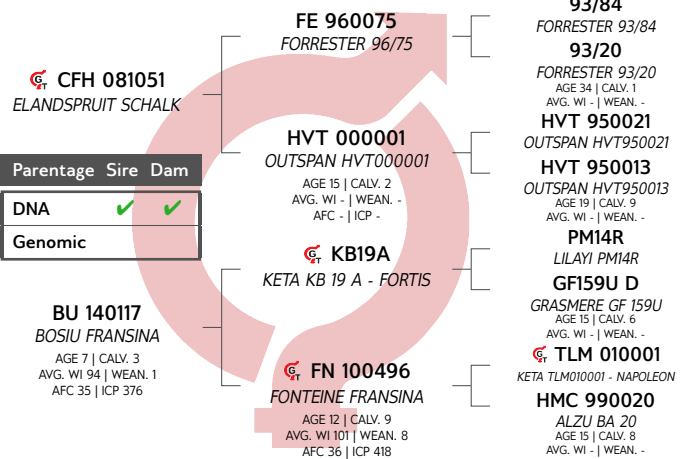 93/84
FORRESTER 93/84
FE 960075
FORRESTER 96/75
93/20
FORRESTER 93/20
AGE 34 | CALV. 1
AVG. WI - | WEAN. -
GT CFH 081051
ELANDSPRUIT SCHALK
HVT 950021
OUTSPAN HVT950021
HVT 000001
OUTSPAN HVT000001
AGE 15 | CALV. 2
AVG. WI - | WEAN. -
AFC - | ICP -
HVT 950013
OUTSPAN HVT950013
AGE 19 | CALV. 9
AVG. WI - | WEAN. -
Parentage Sire Dam
DNA ✔ ✔
Genomic
PM14R
LILAYI PM14R
GT KB19A
KETA KB 19 A - FORTIS
GF159U D
GRASMERE GF 159U
AGE 15 | CALV. 6
AVG. WI - | WEAN. -
BU 140117
BOSIU FRANSINA
AGE 7 | CALV. 3
AVG. WI 94 | WEAN. 1
AFC 35 | ICP 376
GT TLM 010001
KETA TLM010001 - NAPOLEON
GT FN 100496
FONTEINE FRANSINA
AGE 12 | CALV. 9
AVG. WI 101 | WEAN. 8
AFC 36 | ICP 418
HMC 990020
ALZU BA 20
AGE 15 | CALV. 8
AVG. WI - | WEAN. -